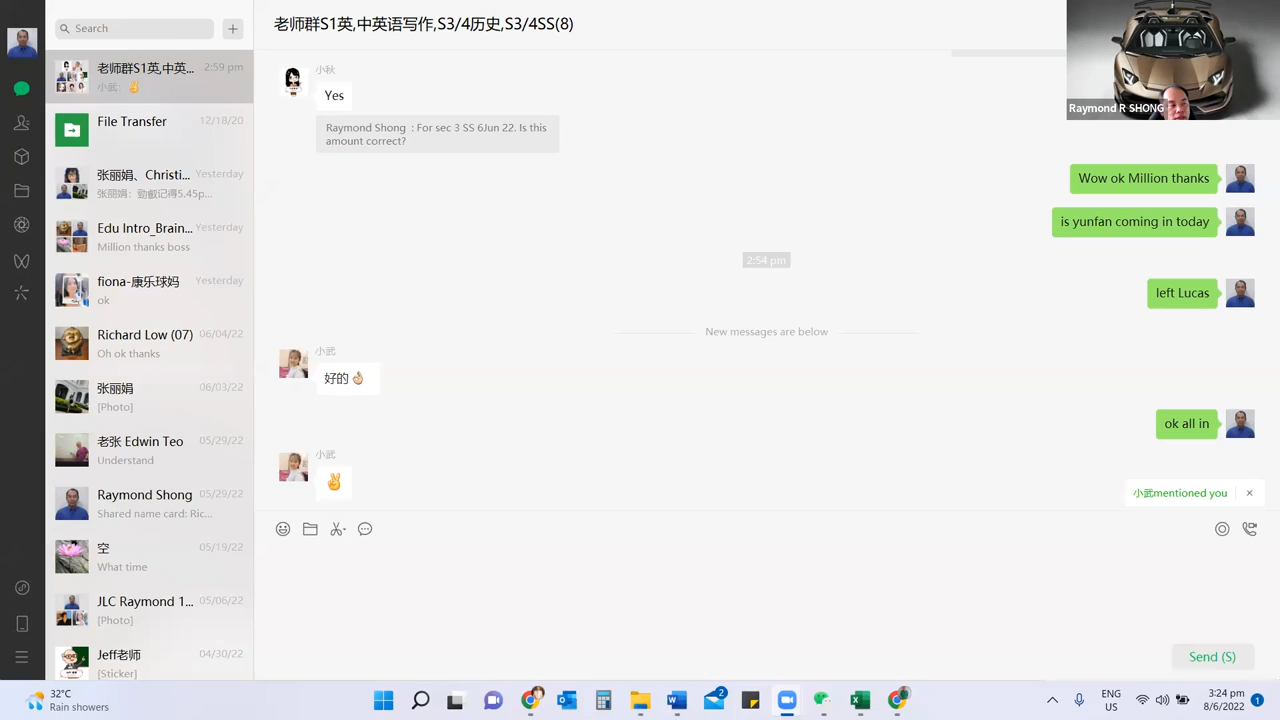 Search
老师群S1英,中英...
2:59 pm
小武: ✌
File Transfer
12/18/20
张丽娟、Christi...
Yesterday
张丽娟: 勁叡记得5.45p...
Edu Intro_Brain...
Yesterday
Million thanks boss
fiona-康乐球妈
Yesterday
ok
Richard Low (07)
06/04/22
Oh ok thanks
张丽娟
06/03/22
[Photo]
老张 Edwin Teo
05/29/22
Understand
Raymond Shong
05/29/22
Shared name card: Ric...
空
05/19/22
What time
JLC Raymond 1...
05/06/22
[Photo]
Jeff老师
04/30/22
[Sticker]
老师群S1英,中英语写作,S3/4历史,S3/4SS(8)
小秋
Yes
Raymond Shong : For sec 3 SS 6Jun 22. Is this
amount correct?
Raymond R SHONG
Wow ok Million thanks
is yunfan coming in today
2:54 pm
left Lucas
New messages are below
小武
好的👌
ok all in
小武
✌
小武mentioned you
Send (S)
32°C
Rain showers
2
ENG
US
3:24 pm
8/6/2022
1